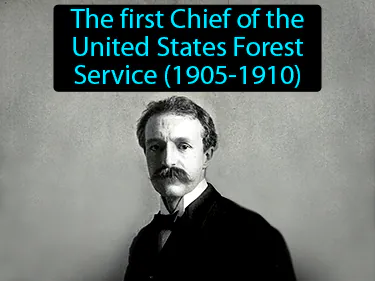 The first Chief of the
United States Forest
Service (1905-1910)